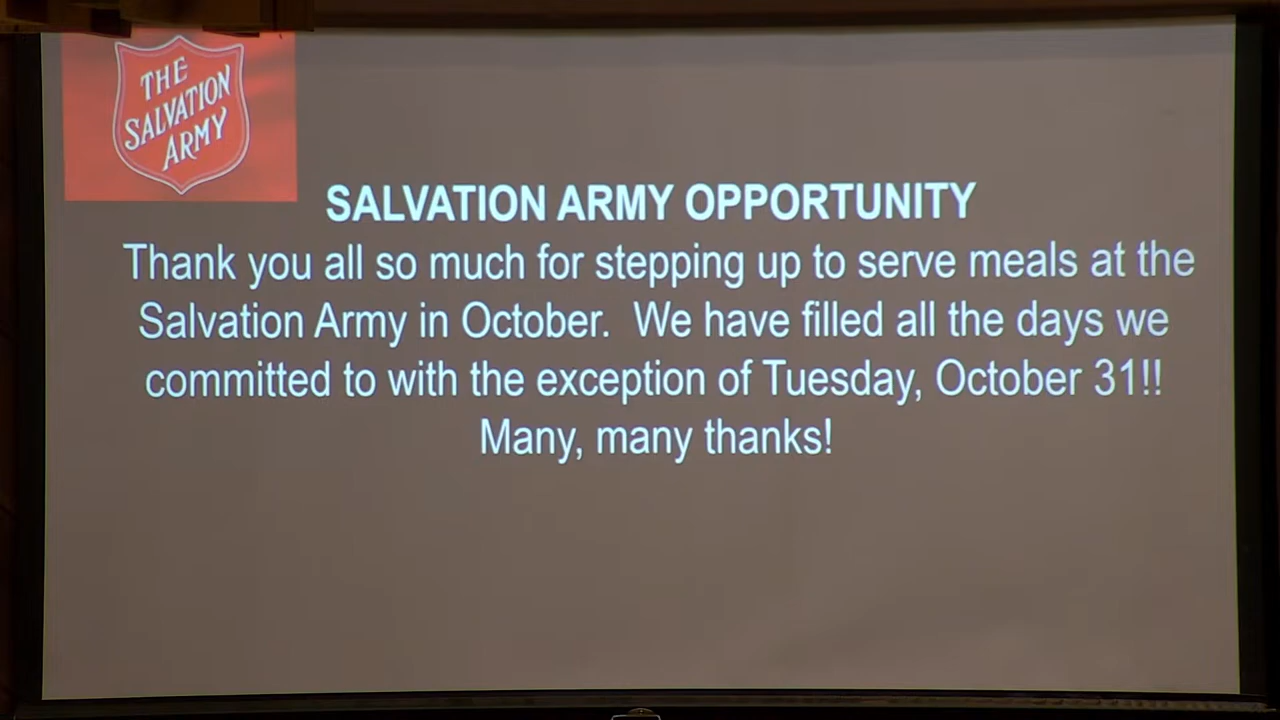 THE
SALVATION
ARMY
SALVATION ARMY OPPORTUNITY
Thank you all so much for stepping up to serve meals at the
Salvation Army in October.  We have filled all the days we
committed to with the exception of Tuesday, October 31!!
Many, many thanks!